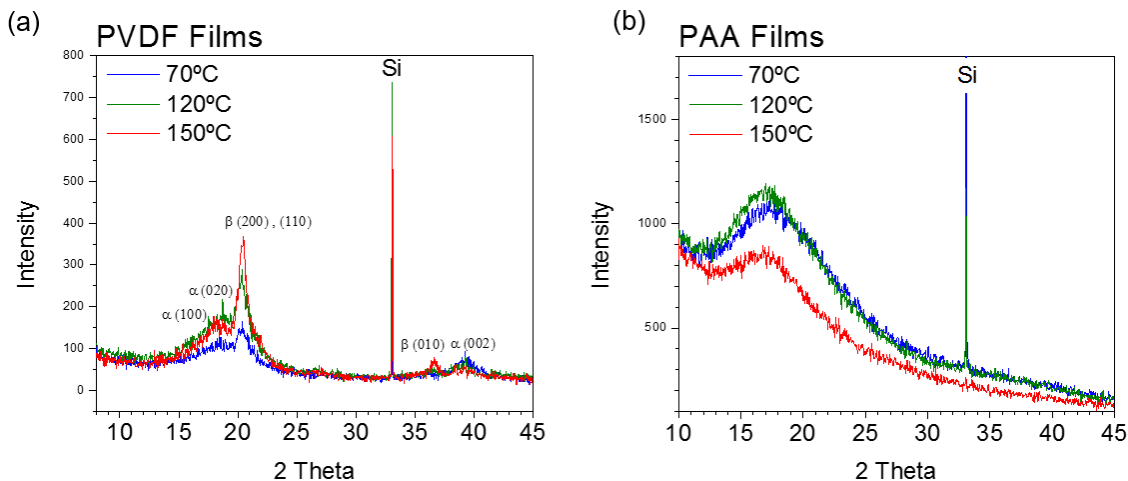 (a)
PVDF Films
800
700
600
500
400
300
200
100
0
Intensity
70ºC
120ºC
150ºC
Si
β (200) , (110)
α (020)
α (100)
β (010)
α (002)
10 15 20 25 30 35 40 45
2 Theta
(b)
PAA Films
1500
1000
500
Intensity
70ºC
120ºC
150ºC
Si
10 15 20 25 30 35 40 45
2 Theta